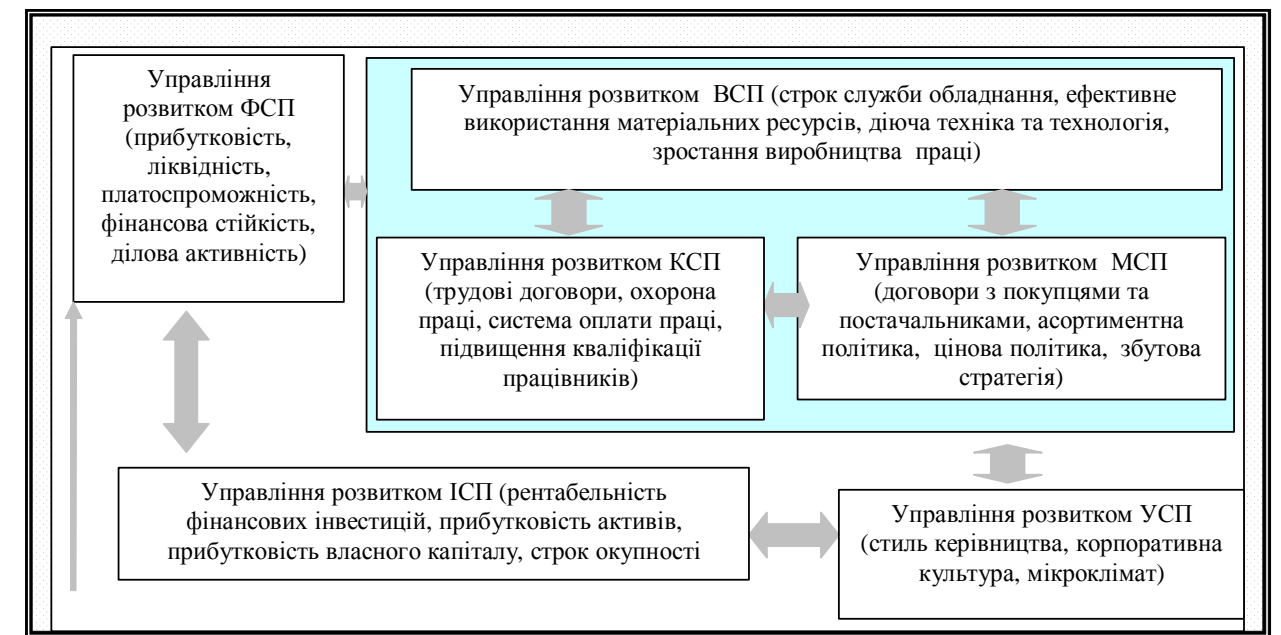 Управління
розвитком ФСП
(прибутковість,
ліквідність,
платоспроможність,
фінансова стійкість,
ділова активність)
Управління розвитком ВСП (строк служби обладнання, ефективне
використання матеріальних ресурсів, діюча техніка та технологія,
зростання виробництва праці)
Управління розвитком КСП
(трудові договори, охорона
праці, система оплати праці,
підвищення кваліфікації
працівників)
Управління розвитком МСП
(договори з покупцями та
постачальниками, асортиментна
політика, цінова політика, збутова
стратегія)
Управління розвитком ІСП (рентабельність
фінансових інвестицій, прибутковість активів,
прибутковість власного капіталу, строк окупності
Управління розвитком УСП
(стиль керівництва, корпоративна
культура, мікроклімат)